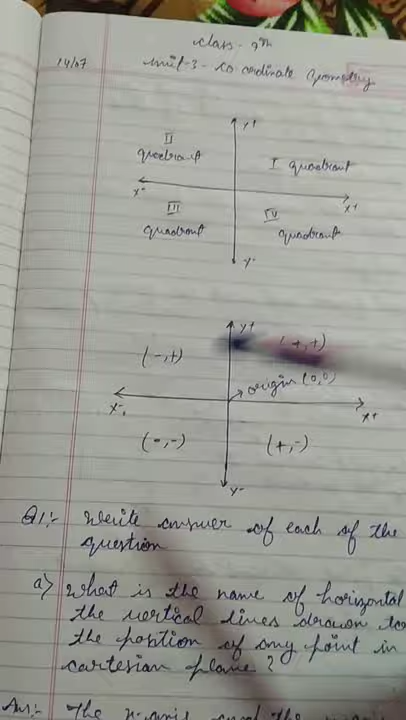 class - 9th
14/07 unit-3 - co ordinate geometry
y+
II
quadrant
I quadrant
x- x+
III
quadrant
IV
quadrant
y-
y+
(-,+) (+,+)
origin (0,0)
x- x+
(-,-) (+,-)
y-
Q1:- write answer of each of the
question
a) what is the name of horizontal
the vertical lines drawn to
the position of any point in
cartesian plane?
Ans:- The x-axis and the